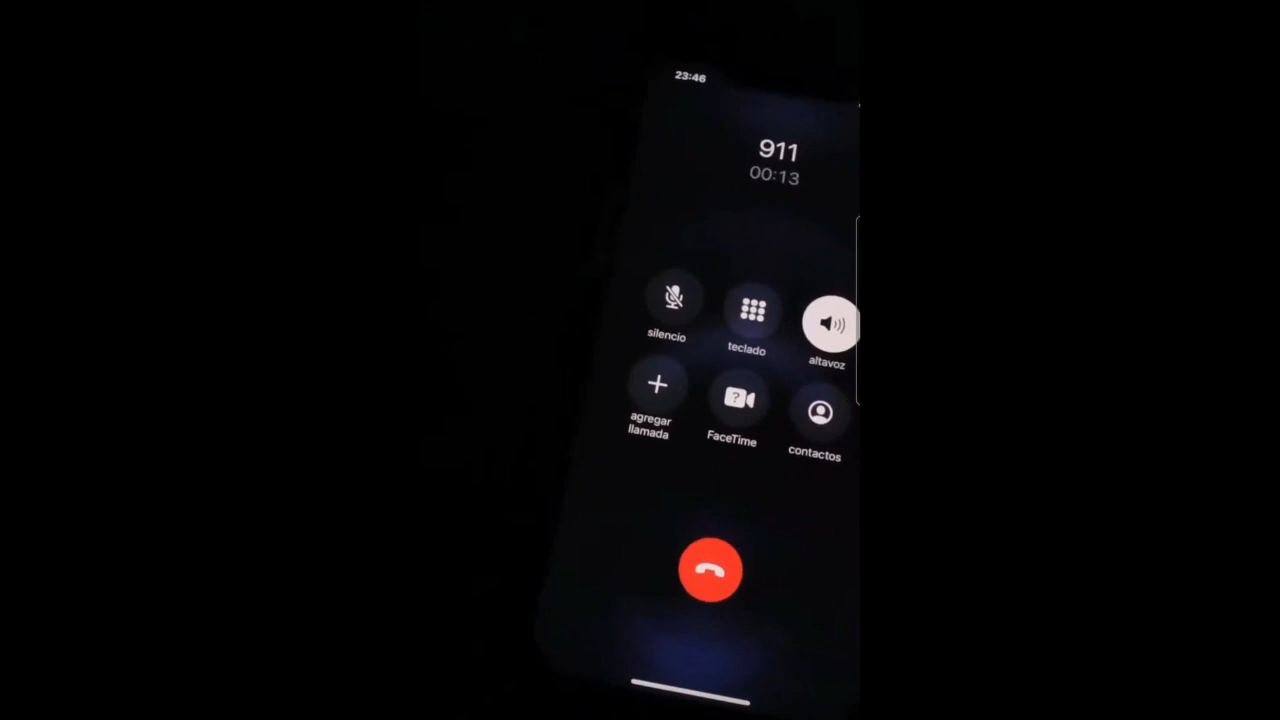 23:46
911
00:13
silencio
teclado
altavoz
agregar
llamada
FaceTime
contactos